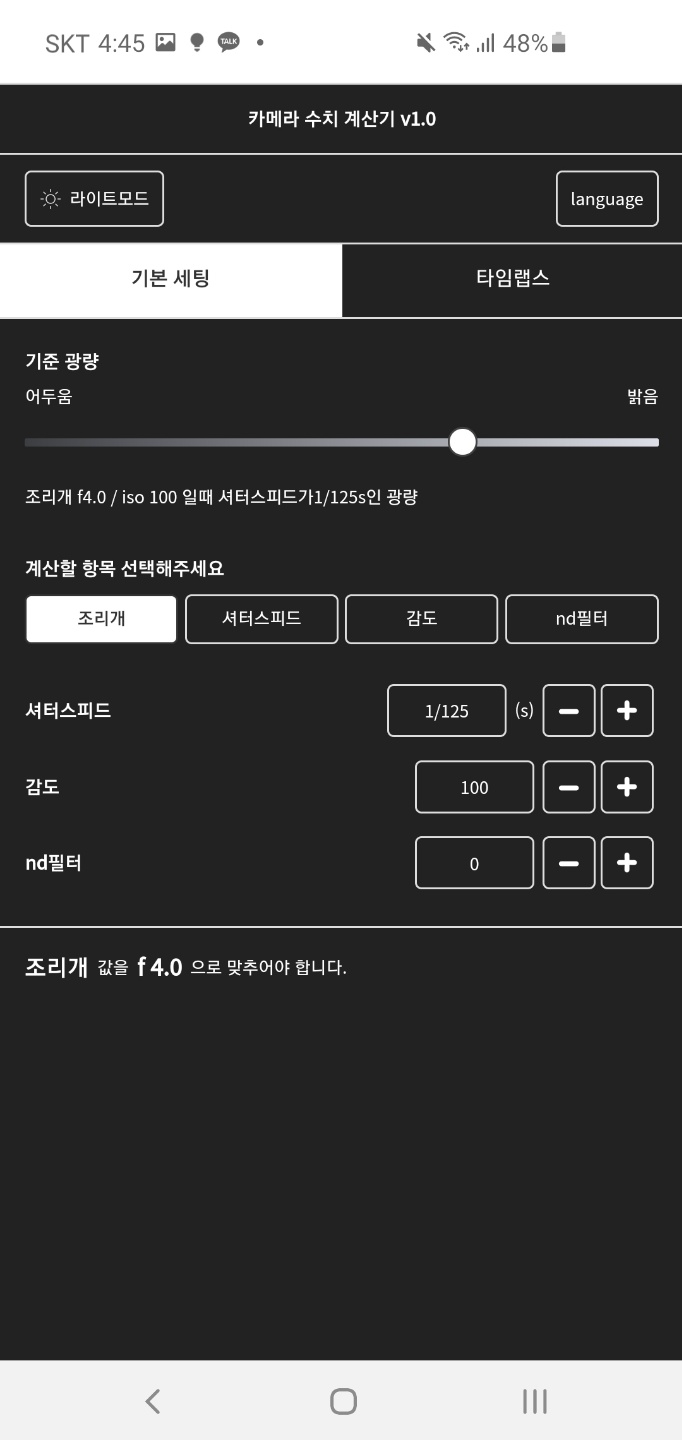 SKT 4:45 TALK 48%
카메라 수치 계산기 v1.0
라이트모드 language
기본 세팅 타임랩스
기준 광량
어두움 밝음
조리개 f4.0 / iso 100 일때 셔터스피드가1/125s인 광량
계산할 항목 선택해주세요
조리개 셔터스피드 감도 nd필터
셔터스피드 1/125 (s) − +
감도 100 − +
nd필터 0 − +
조리개 값을 f 4.0 으로 맞추어야 합니다.